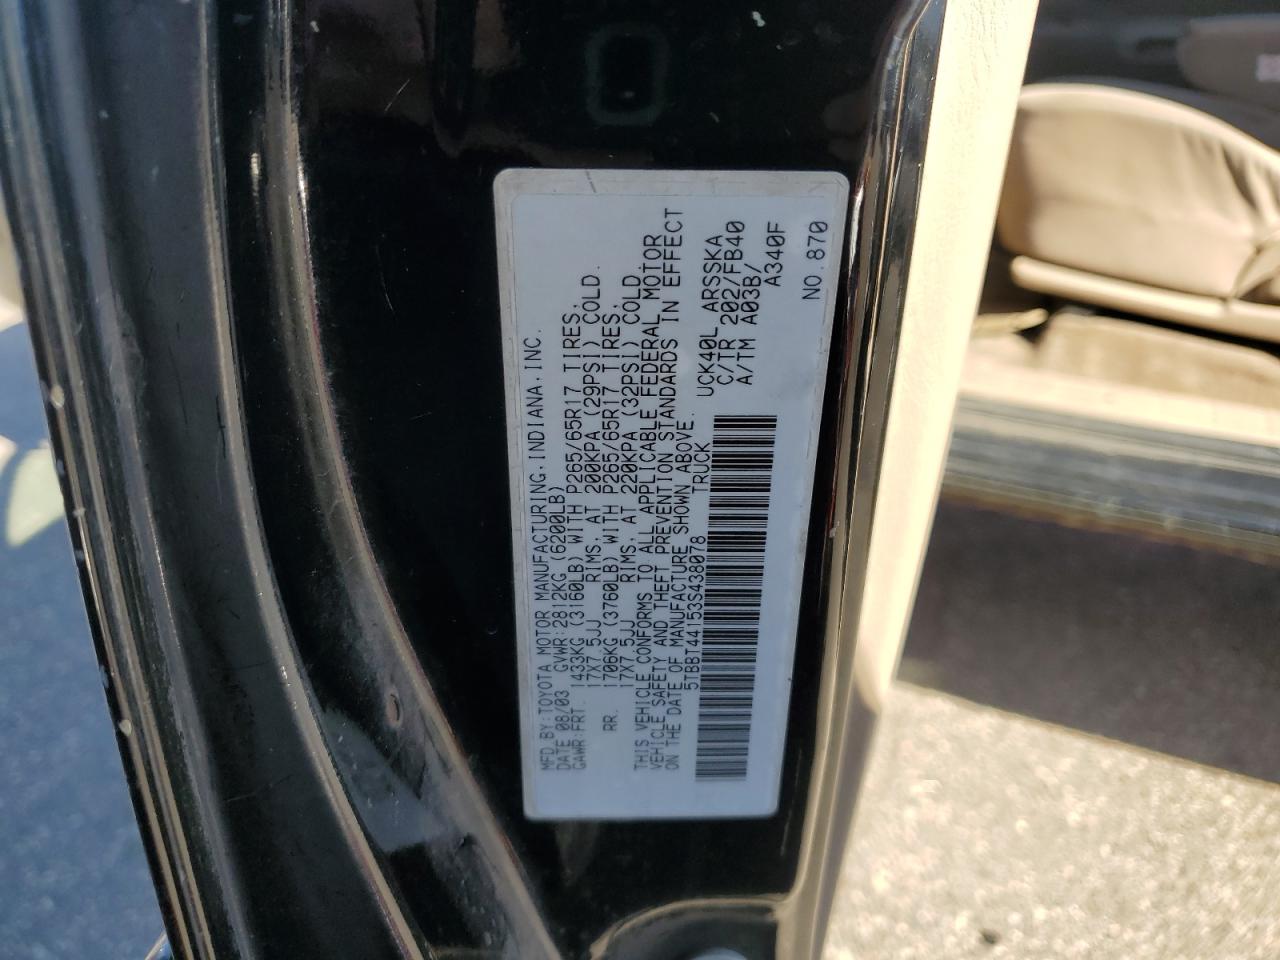 MFD.BY:TOYOTA MOTOR MANUFACTURING.INDIANA.INC.
DATE 08/03 GVWR:2812KG(6200LB)
GAWR:FRT. 1433KG (3160LB)WITH P265/65R17 TIRES,
17X7.5JJ RIMS, AT 200KPA (29PSI) COLD.
RR. 1706KG (3760LB)WITH P265/65R17 TIRES,
17X7.5JJ RIMS, AT 220KPA (32PSI) COLD.
THIS VEHICLE CONFORMS TO ALL APPLICABLE FEDERAL MOTOR
VEHICLE SAFETY AND THEFT PREVENTION STANDARDS IN EFFECT
ON THE DATE OF MANUFACTURE SHOWN ABOVE.
5TBBT44153S438078 TRUCK
UCK40L ARSSKA
C/TR 202/FB40
A/TM A03B/
A340F
NO.870